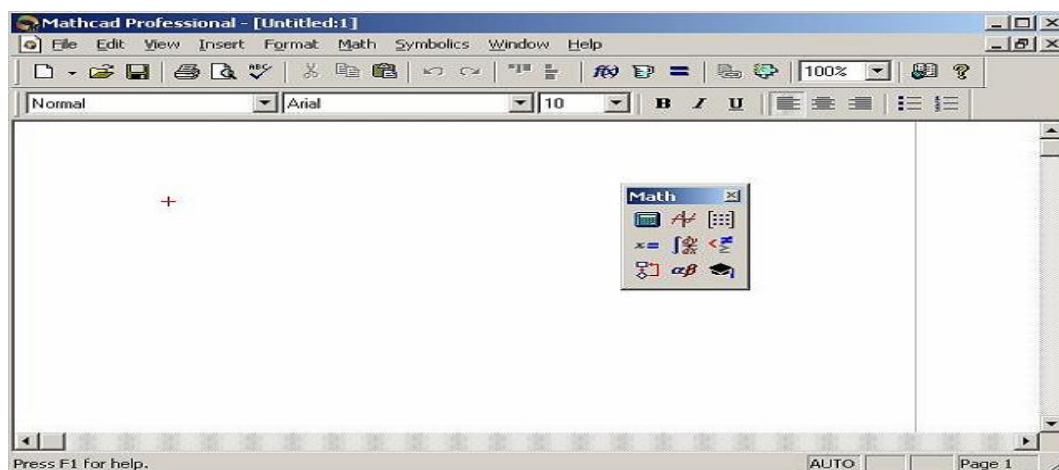 Mathcad Professional - [Untitled:1]
File Edit View Insert Format Math Symbolics Window Help
100%
Normal Arial 10 B I U
Math
Press F1 for help. AUTO Page 1